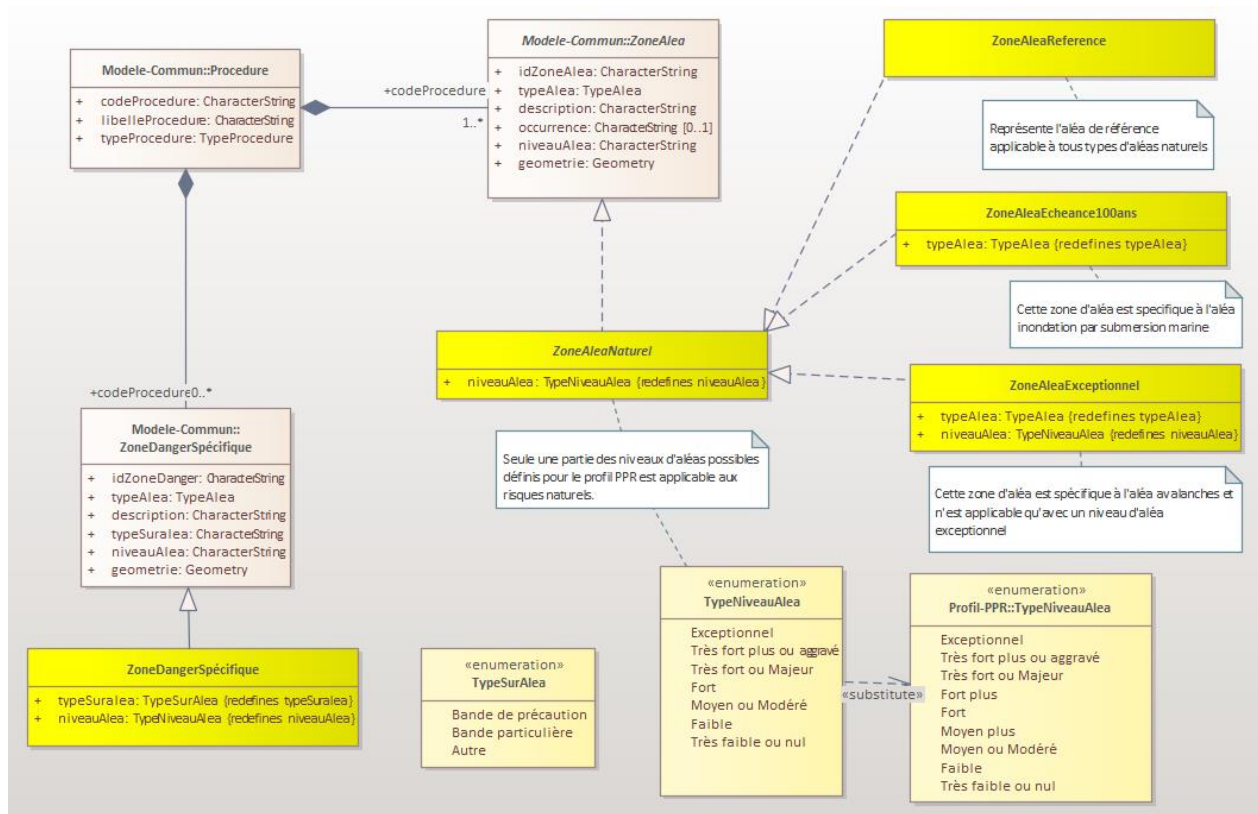 Modele-Commun::Procedure
+ codeProcedure: CharacterString
+ libelleProcedure: CharacterString
+ typeProcedure: TypeProcedure
+codeProcedure
1..*
Modele-Commun::ZoneAlea
+ idZoneAlea: CharacterString
+ typeAlea: TypeAlea
+ description: CharacterString
+ occurrence: CharacterString [0..1]
+ niveauAlea: CharacterString
+ geometrie: Geometry
ZoneAleaReference
Représente l'aléa de référence
applicable à tous types d'aléas naturels
ZoneAleaEcheance100ans
+ typeAlea: TypeAlea {redefines typeAlea}
Cette zone d'aléa est specifique à l'aléa
inondation par submersion marine
ZoneAleaNaturel
+ niveauAlea: TypeNiveauAlea {redefines niveauAlea}
ZoneAleaExceptionnel
+ typeAlea: TypeAlea {redefines typeAlea}
+ niveauAlea: TypeNiveauAlea {redefines niveauAlea}
Cette zone d'aléa est spécifique à l'aléa avalanches et
n'est applicable qu'avec un niveau d'aléa
exceptionnel
Seule une partie des niveaux d'aléas possibles
définis pour le profil PPR est applicable aux
risques naturels.
+codeProcedure0..*
Modele-Commun::
ZoneDangerSpécifique
+ idZoneDanger: CharacterString
+ typeAlea: TypeAlea
+ description: CharacterString
+ typeSuralea: CharacterString
+ niveauAlea: CharacterString
+ geometrie: Geometry
ZoneDangerSpécifique
+ typeSuralea: TypeSurAlea {redefines typeSuralea}
+ niveauAlea: TypeNiveauAlea {redefines niveauAlea}
«enumeration»
TypeSurAlea
Bande de précaution
Bande particulière
Autre
«enumeration»
TypeNiveauAlea
Exceptionnel
Très fort plus ou aggravé
Très fort ou Majeur
Fort
Moyen ou Modéré
Faible
Très faible ou nul
«substitute»
«enumeration»
Profil-PPR::TypeNiveauAlea
Exceptionnel
Très fort plus ou aggravé
Très fort ou Majeur
Fort plus
Fort
Moyen plus
Moyen ou Modéré
Faible
Très faible ou nul